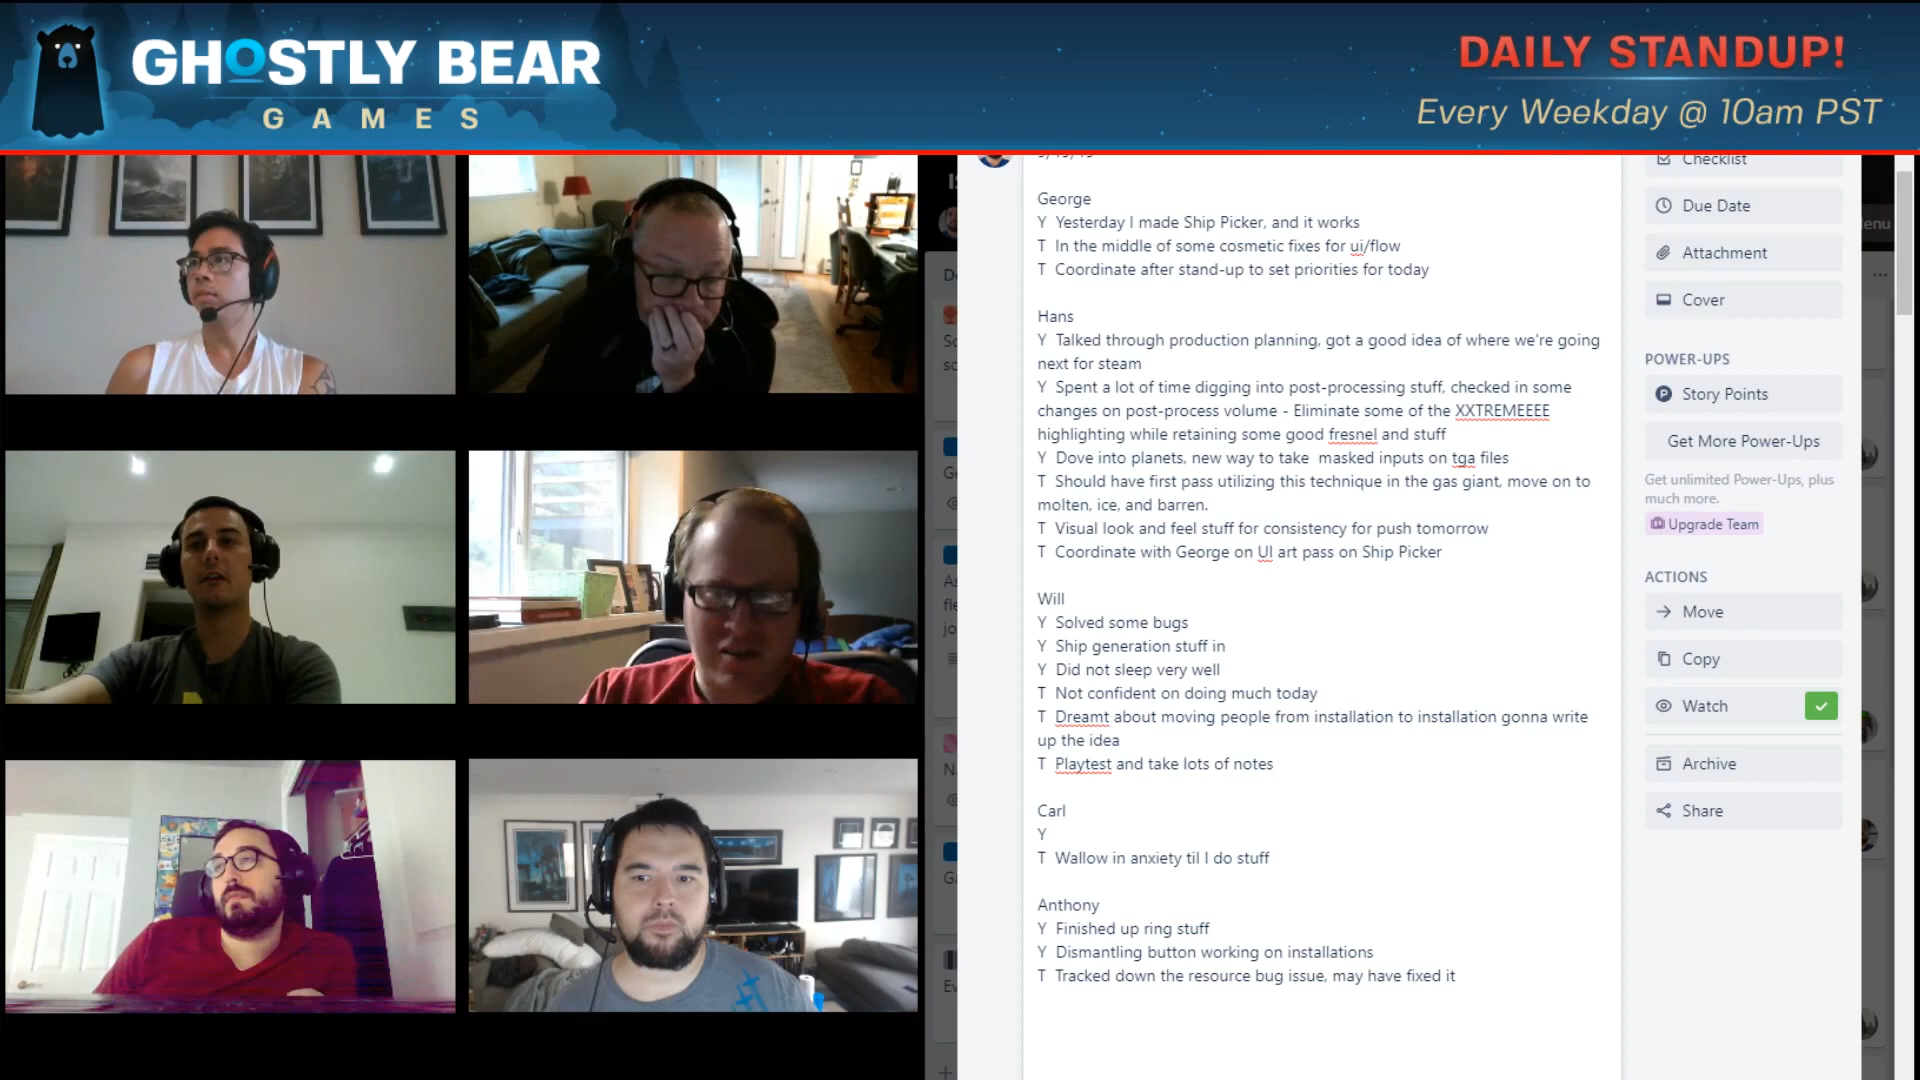 GHOSTLY BEAR
GAMES
DAILY STANDUP!
Every Weekday @ 10am PST
George
Y Yesterday I made Ship Picker, and it works
T In the middle of some cosmetic fixes for ui/flow
T Coordinate after stand-up to set priorities for today
Hans
Y Talked through production planning, got a good idea of where we're going
next for steam
Y Spent a lot of time digging into post-processing stuff, checked in some
changes on post-process volume - Eliminate some of the XXTREMEEEE
highlighting while retaining some good fresnel and stuff
Y Dove into planets, new way to take masked inputs on tga files
T Should have first pass utilizing this technique in the gas giant, move on to
molten, ice, and barren.
T Visual look and feel stuff for consistency for push tomorrow
T Coordinate with George on UI art pass on Ship Picker
Will
Y Solved some bugs
Y Ship generation stuff in
Y Did not sleep very well
T Not confident on doing much today
T Dreamt about moving people from installation to installation gonna write
up the idea
T Playtest and take lots of notes
Carl
Y
T Wallow in anxiety til I do stuff
Anthony
Y Finished up ring stuff
Y Dismantling button working on installations
T Tracked down the resource bug issue, may have fixed it
Checklist
Due Date
Attachment
Cover
POWER-UPS
Story Points
Get More Power-Ups
Get unlimited Power-Ups, plus
much more.
Upgrade Team
ACTIONS
Move
Copy
Watch
Archive
Share